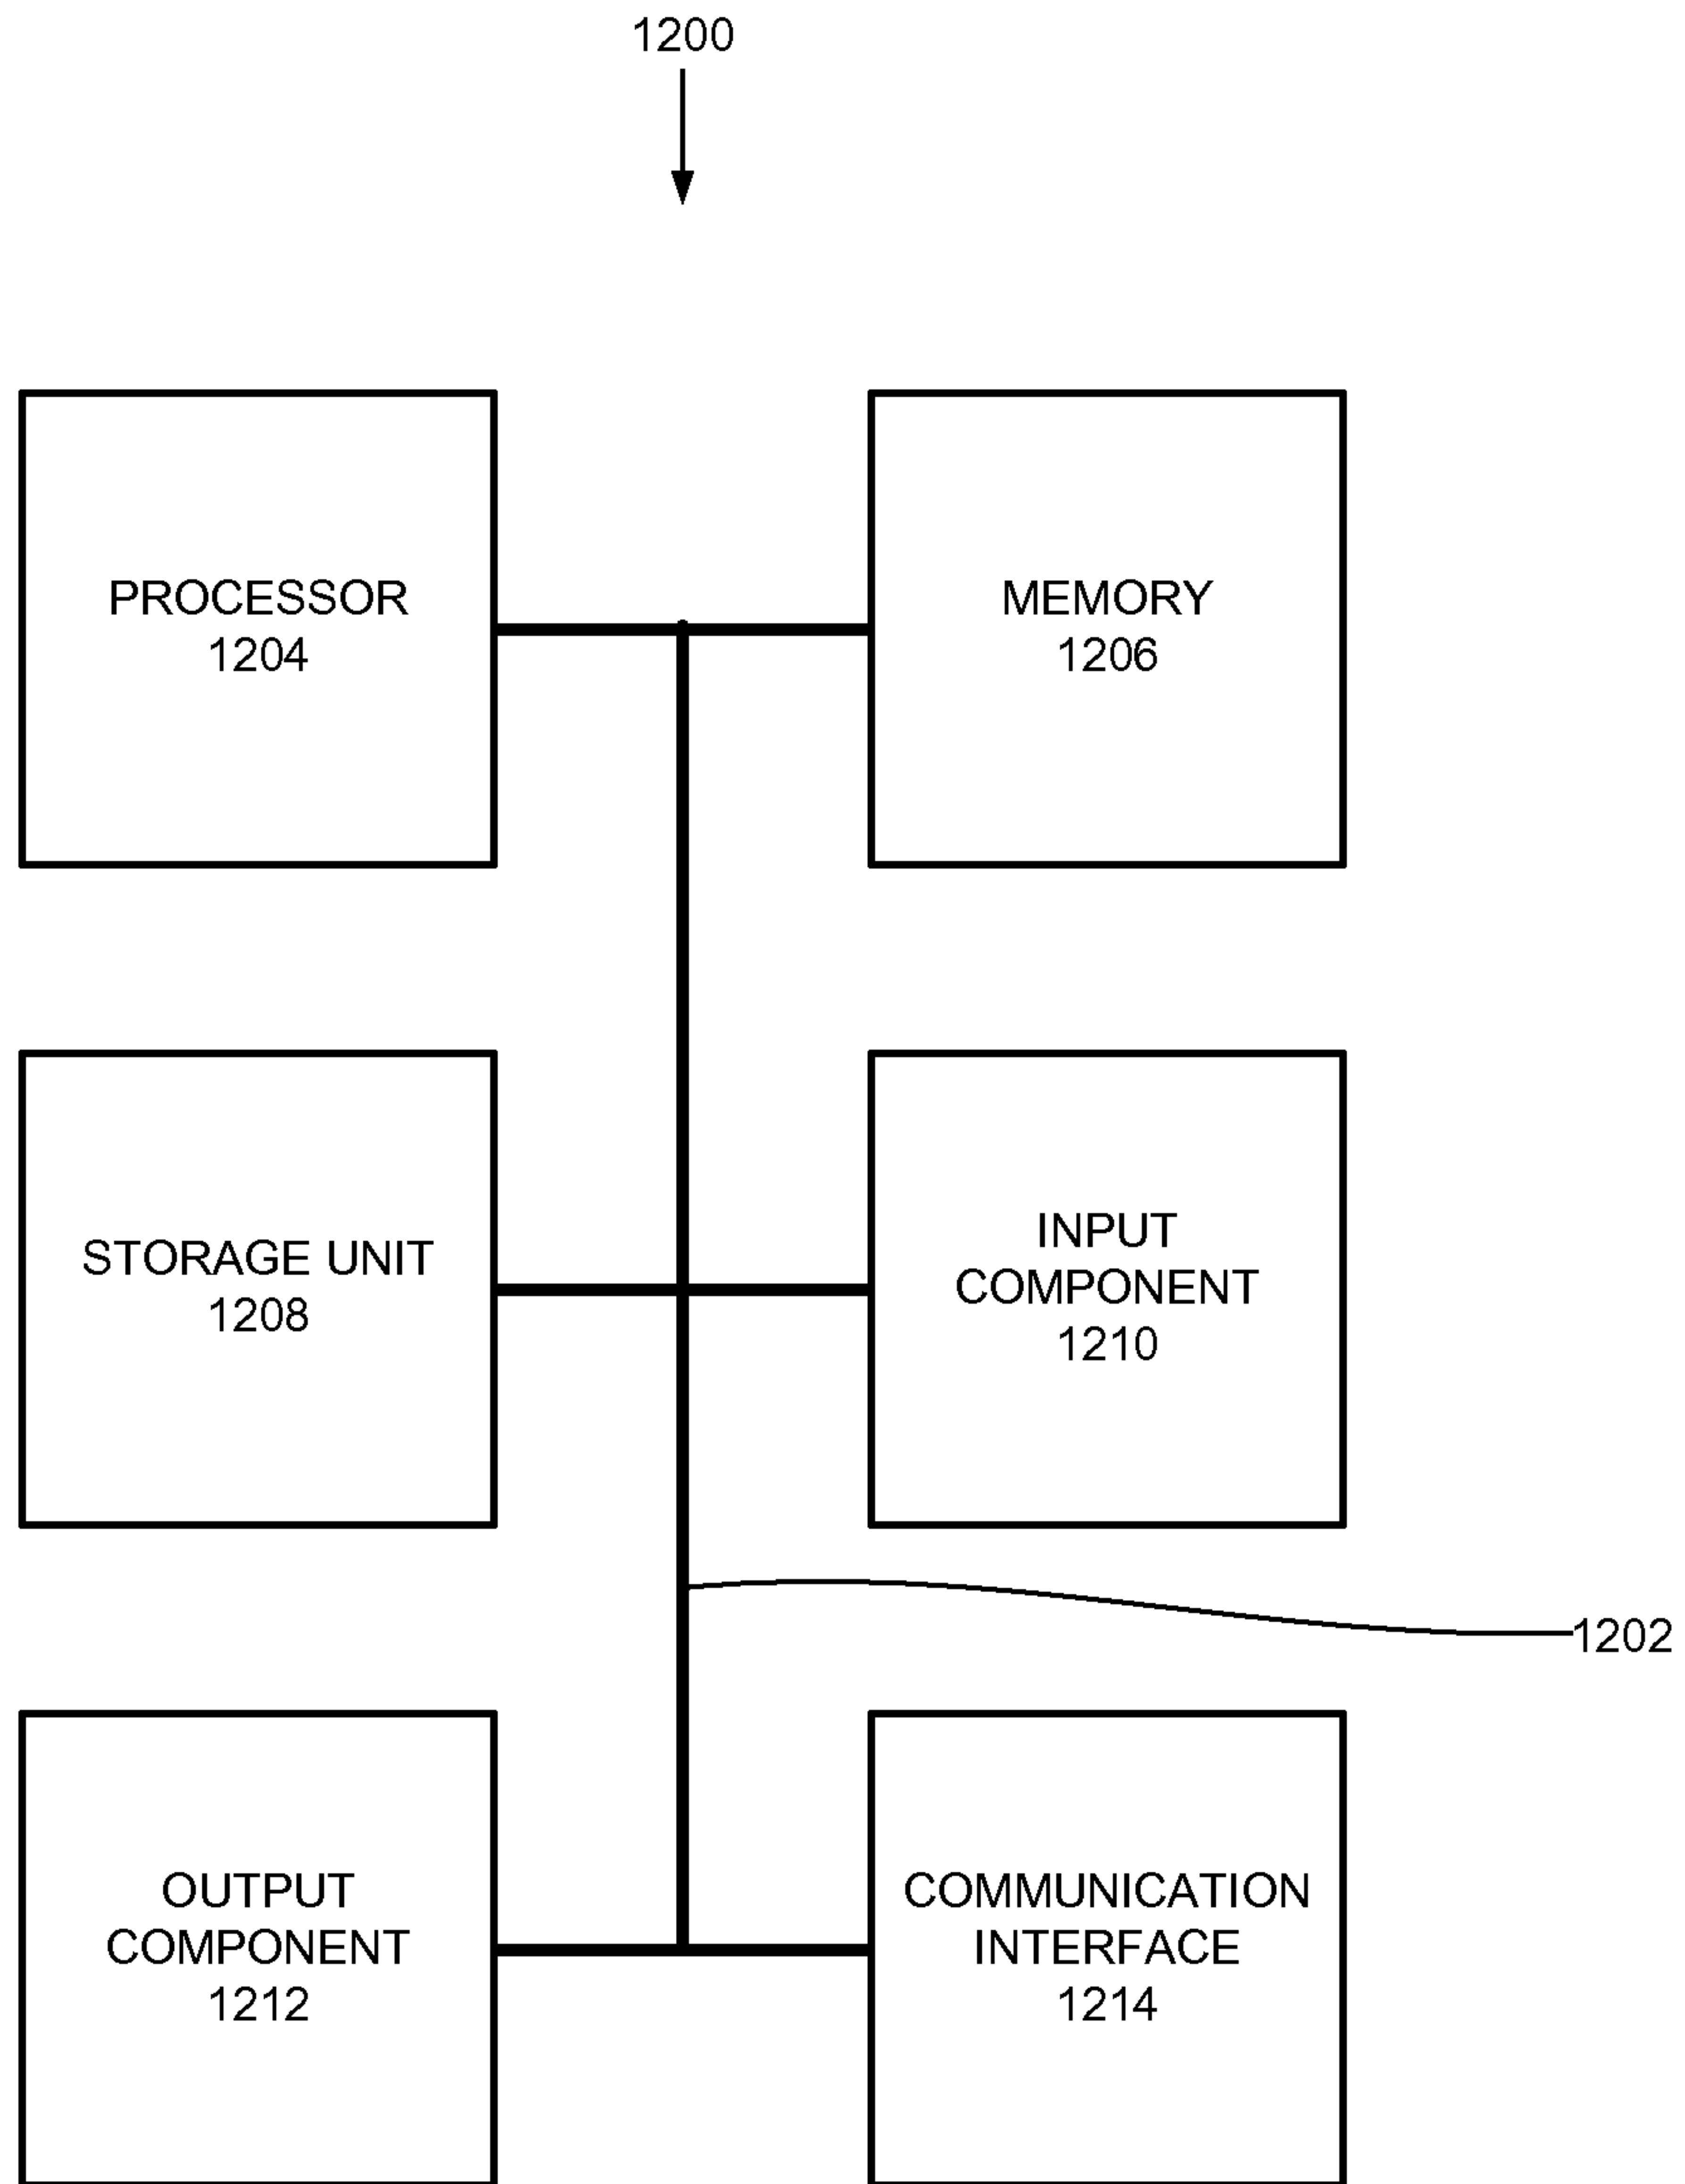 1200
PROCESSOR
1204
MEMORY
1206
STORAGE UNIT
1208
INPUT
COMPONENT
1210
1202
OUTPUT
COMPONENT
1212
COMMUNICATION
INTERFACE
1214